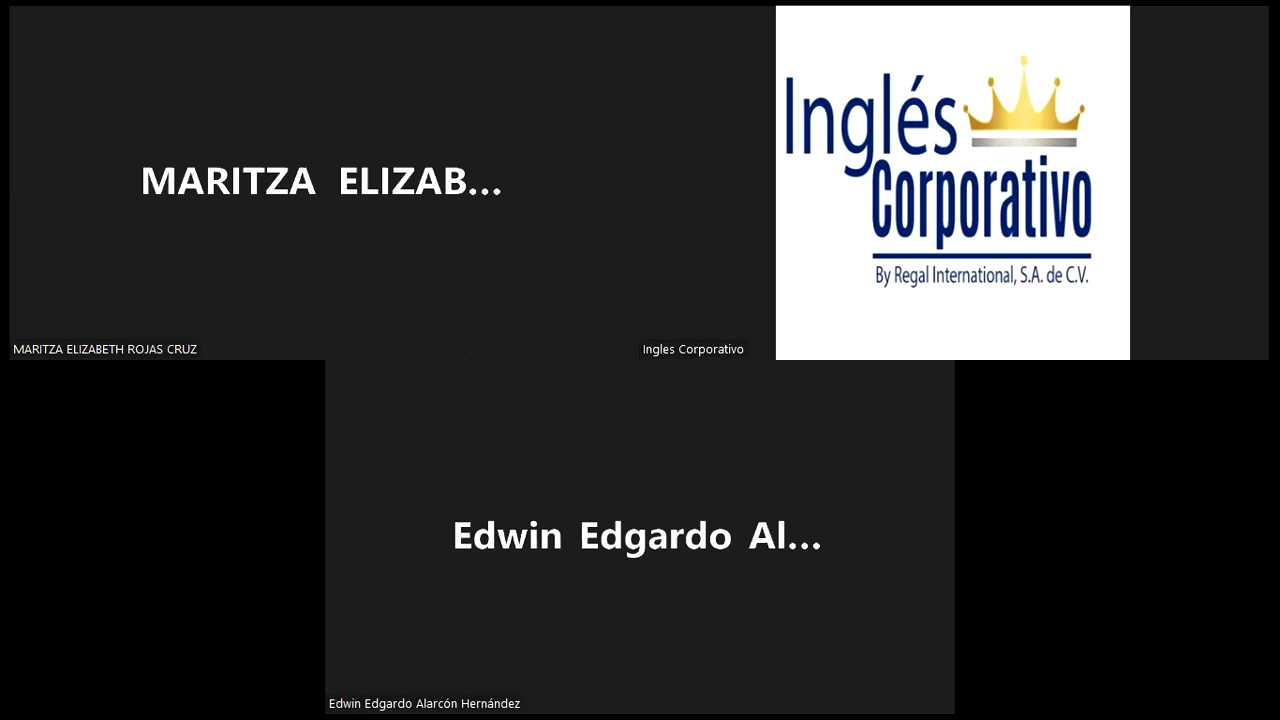 MARITZA ELIZAB...
MARITZA ELIZABETH ROJAS CRUZ
Inglés
Corporativo
By Regal International, S.A. de C.V.
Ingles Corporativo
Edwin Edgardo Al...
Edwin Edgardo Alarcón Hernández